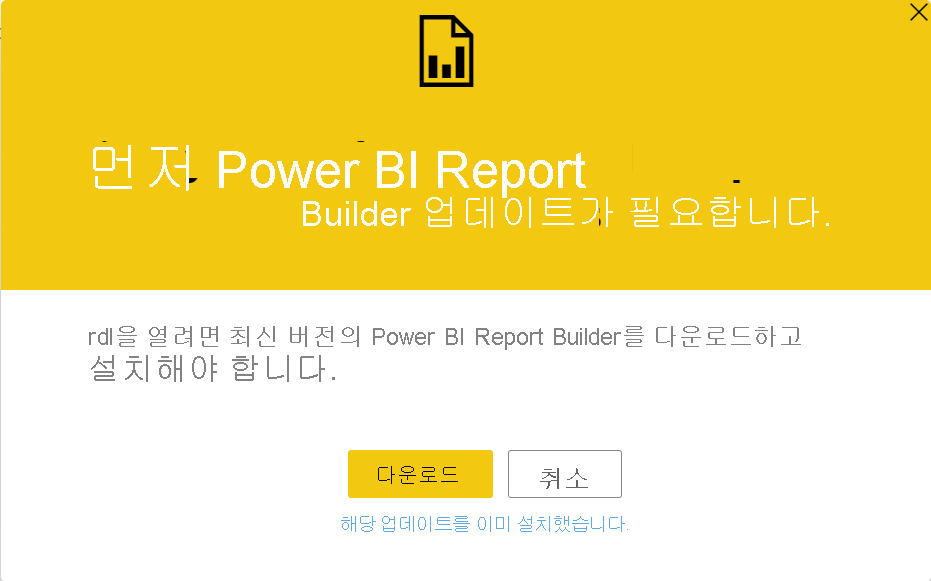 먼저 Power BI Report
Builder 업데이트가 필요합니다.
rdl을 열려면 최신 버전의 Power BI Report Builder를 다운로드하고
설치해야 합니다.
다운로드
취소
해당 업데이트를 이미 설치했습니다.